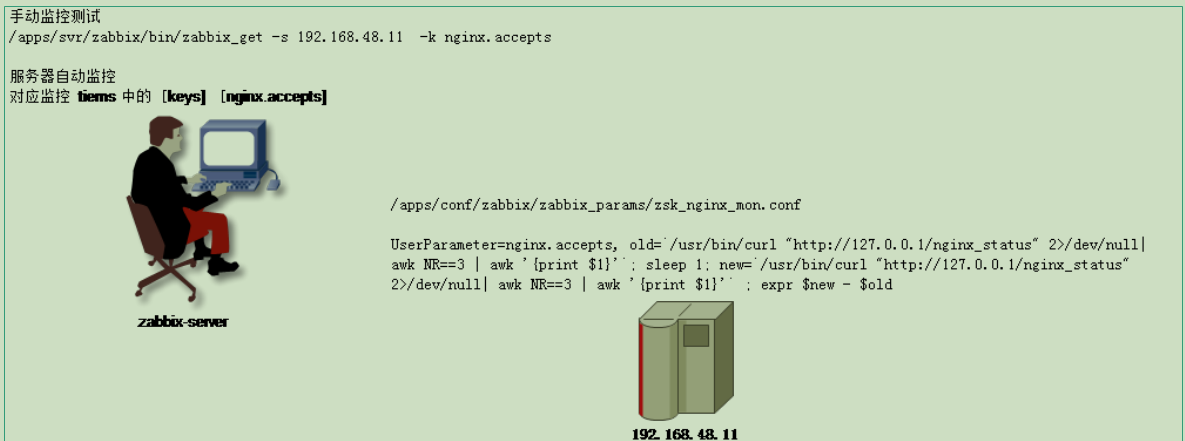 手动监控测试
/apps/svr/zabbix/bin/zabbix_get -s 192.168.48.11 -k nginx.accepts
服务器自动监控
对应监控 tiems 中的 [keys] [nginx.accepts]
/apps/conf/zabbix/zabbix_params/zsk_nginx_mon.conf
UserParameter=nginx.accepts, old=`/usr/bin/curl "http://127.0.0.1/nginx_status" 2>/dev/null|
awk NR==3 | awk '{print $1}'`; sleep 1; new=`/usr/bin/curl "http://127.0.0.1/nginx_status"
2>/dev/null| awk NR==3 | awk '{print $1}'` ; expr $new - $old
zabbix-server
192.168.48.11